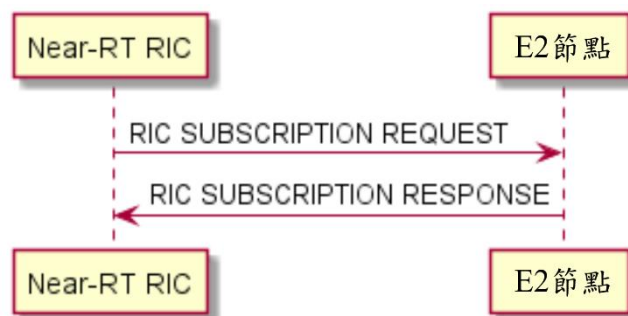 Near-RT RIC
E2節點
RIC SUBSCRIPTION REQUEST
RIC SUBSCRIPTION RESPONSE
Near-RT RIC
E2節點